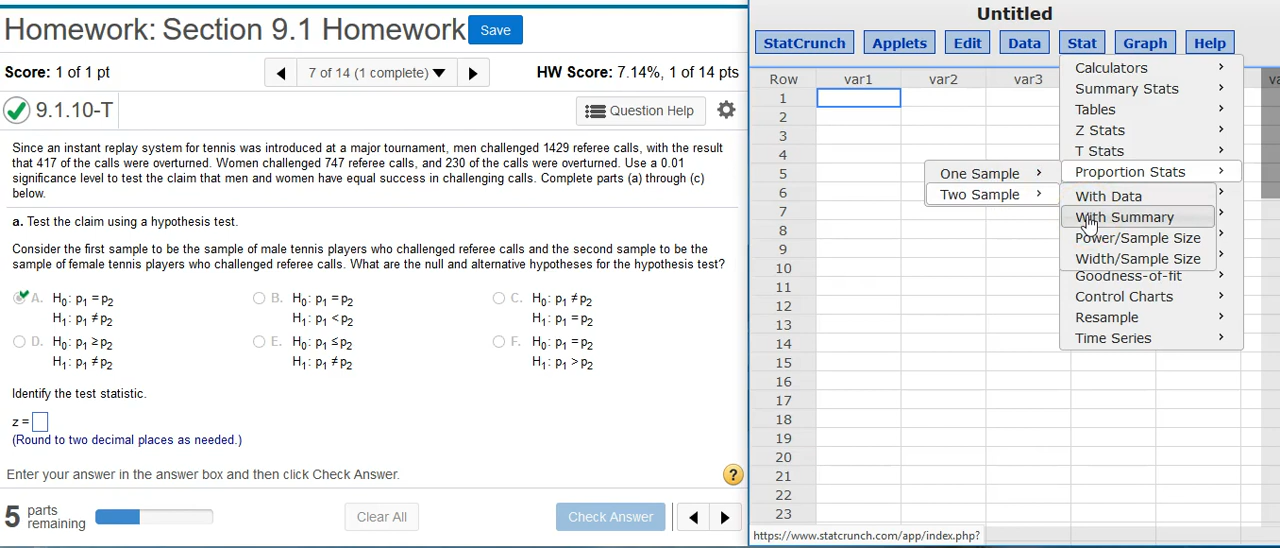 Homework: Section 9.1 Homework Save
Score: 1 of 1 pt
7 of 14 (1 complete)
HW Score: 7.14%, 1 of 14 pts
9.1.10-T
Question Help
Since an instant replay system for tennis was introduced at a major tournament, men challenged 1429 referee calls, with the result
that 417 of the calls were overturned. Women challenged 747 referee calls, and 230 of the calls were overturned. Use a 0.01
significance level to test the claim that men and women have equal success in challenging calls. Complete parts (a) through (c)
below.
a. Test the claim using a hypothesis test.
Consider the first sample to be the sample of male tennis players who challenged referee calls and the second sample to be the
sample of female tennis players who challenged referee calls. What are the null and alternative hypotheses for the hypothesis test?
A. H0: p1 = p2
H1: p1 ≠ p2
B. H0: p1 = p2
H1: p1 < p2
C. H0: p1 ≠ p2
H1: p1 = p2
D. H0: p1 ≥ p2
H1: p1 ≠ p2
E. H0: p1 ≤ p2
H1: p1 ≠ p2
F. H0: p1 = p2
H1: p1 > p2
Identify the test statistic.
z =
(Round to two decimal places as needed.)
Enter your answer in the answer box and then click Check Answer.
?
5 parts
remaining
Clear All
Check Answer
Untitled
StatCrunch Applets Edit Data Stat Graph Help
Row var1 var2 var3 va
1
2
3
4
5
6
7
8
9
10
11
12
13
14
15
16
17
18
19
20
21
22
23
Calculators
Summary Stats
Tables
Z Stats
T Stats
Proportion Stats
One Sample
Two Sample
With Data
With Summary
Power/Sample Size
Width/Sample Size
Goodness-of-fit
Control Charts
Resample
Time Series
https://www.statcrunch.com/app/index.php?